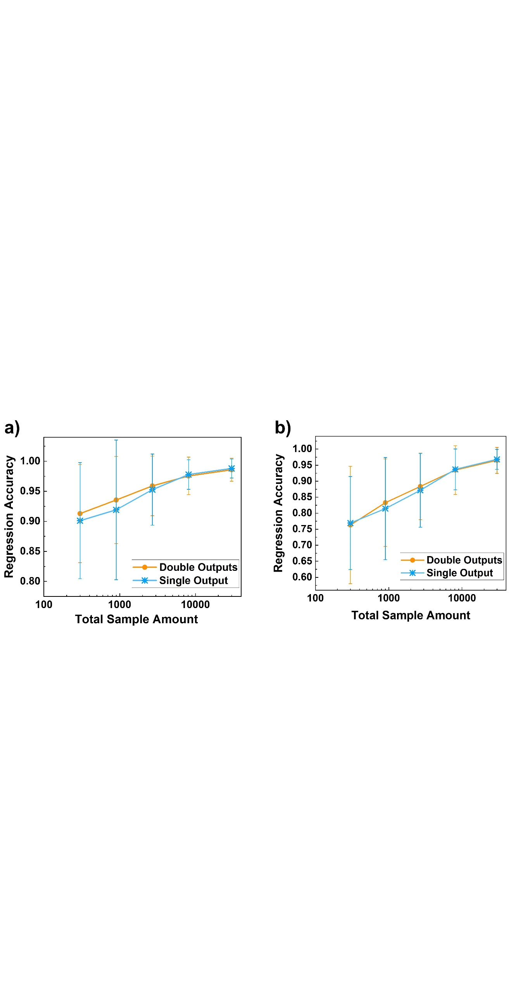 a)
Regression Accuracy
1.00
0.95
0.90
0.85
0.80
Double Outputs
Single Output
100 1000 10000
Total Sample Amount
b)
Regression Accuracy
1.00
0.95
0.90
0.85
0.80
0.75
0.70
0.65
0.60
Double Outputs
Single Output
100 1000 10000
Total Sample Amount